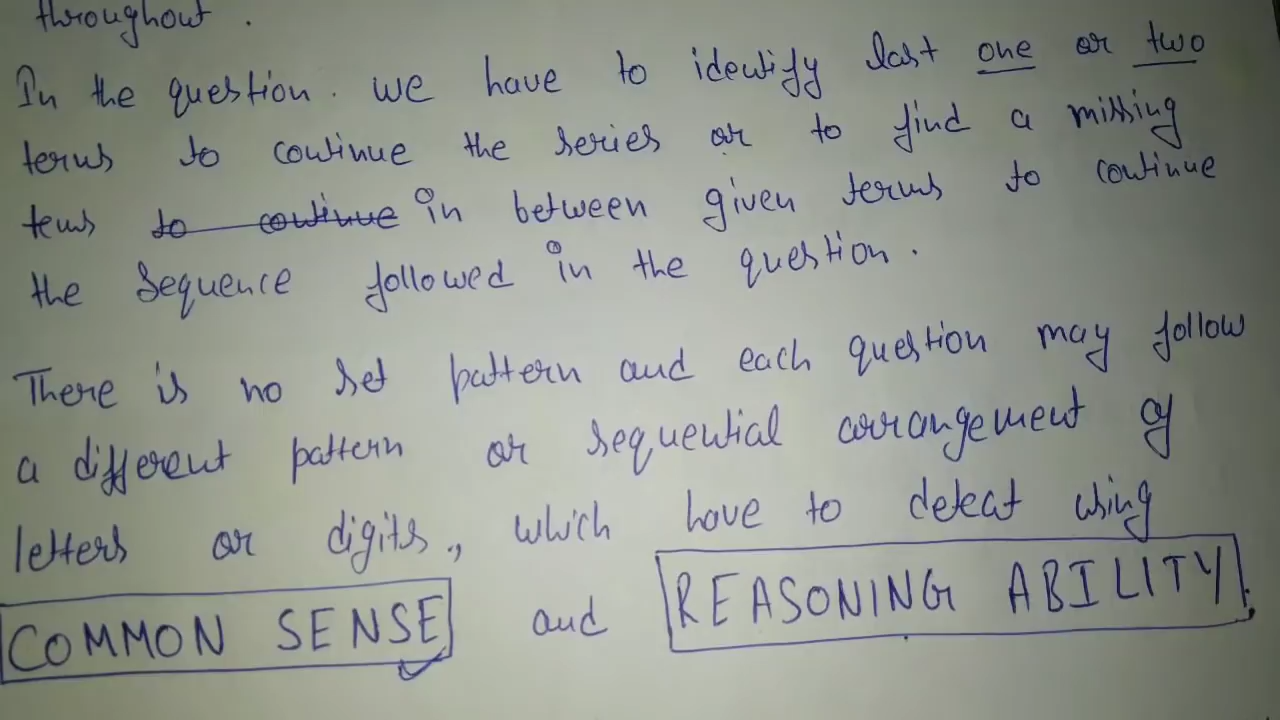 throughout.
In the question. we have to identify last one or two
terms to continue the series or to find a missing
tems to continue in between given terms to continue
the sequence followed in the question.
There is no set pattern and each question may follow
a different pattern or sequential arrangement of
letters or digits., which have to detect using
COMMON SENSE and REASONING ABILITY.